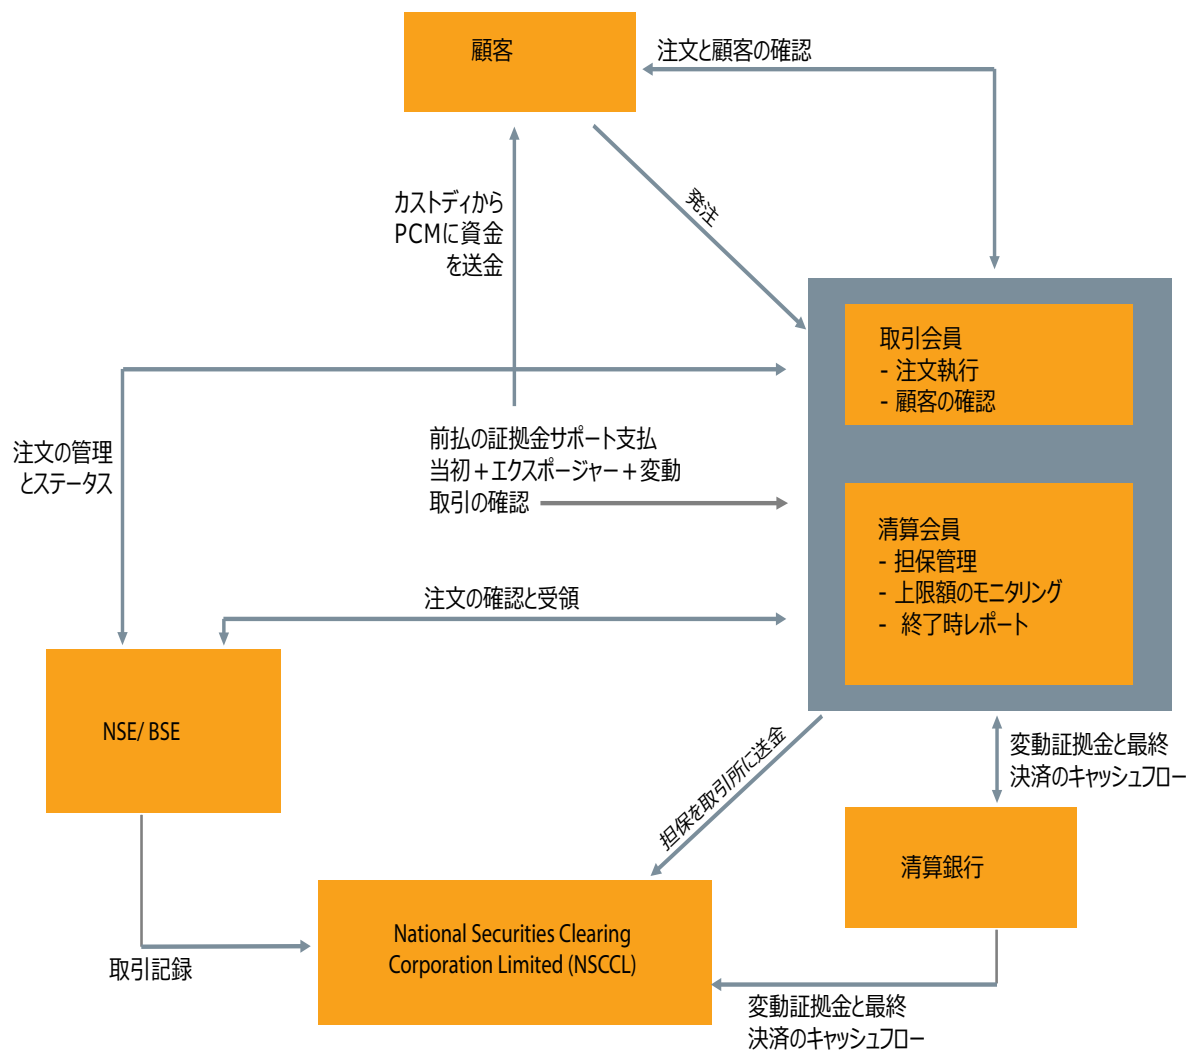 顧客
注文と顧客の確認
カストディから
PCMに資金
を送金
発注
取引会員
- 注文執行
- 顧客の確認
注文の管理
とステータス
前払の証拠金サポート支払
当初＋エクスポージャー＋変動
取引の確認
清算会員
- 担保管理
- 上限額のモニタリング
- 終了時レポート
注文の確認と受領
NSE/ BSE
担保を取引所に送金
変動証拠金と最終
決済のキャッシュフロー
清算銀行
National Securities Clearing
Corporation Limited (NSCCL)
取引記録
変動証拠金と最終
決済のキャッシュフロー